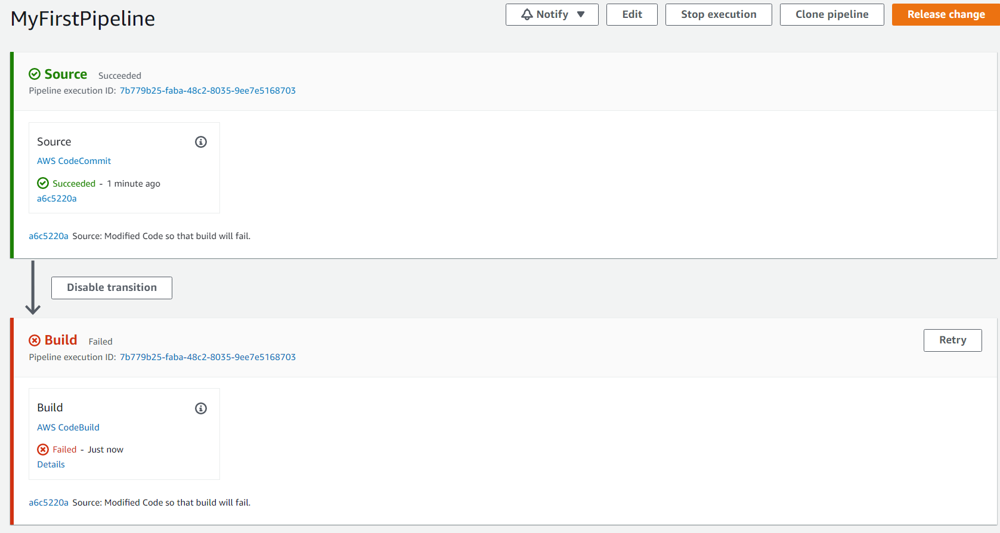 MyFirstPipeline
Notify
Edit
Stop execution
Clone pipeline
Release change
Source Succeeded
Pipeline execution ID: 7b779b25-faba-48c2-8035-9ee7e5168703
Source
AWS CodeCommit
Succeeded - 1 minute ago
a6c5220a
a6c5220a Source: Modified Code so that build will fail.
Disable transition
Build Failed
Retry
Pipeline execution ID: 7b779b25-faba-48c2-8035-9ee7e5168703
Build
AWS CodeBuild
Failed - Just now
Details
a6c5220a Source: Modified Code so that build will fail.